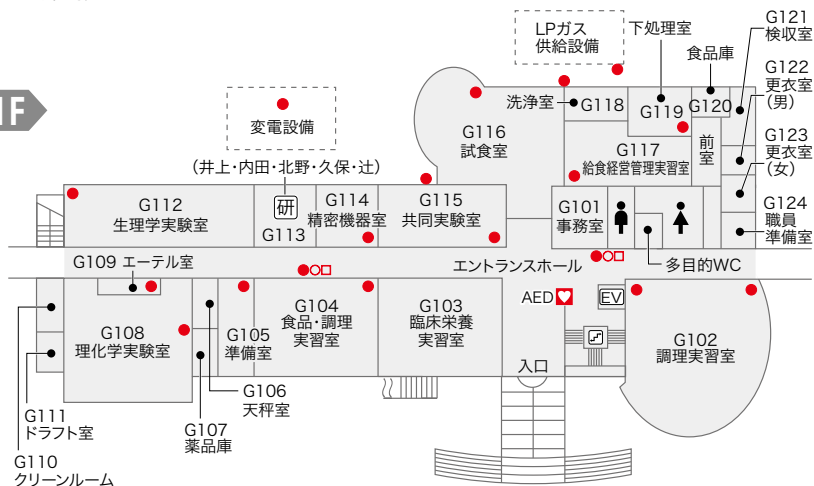 1F
変電設備
(井上・内田・北野・久保・辻)
研
G113
G112
生理学実験室
G114
精密機器室
G115
共同実験室
G116
試食室
LPガス
供給設備
下処理室
食品庫
洗浄室
G118
G119
G120
G117
給食経営管理実習室
前室
G121
検収室
G122
更衣室
(男)
G123
更衣室
(女)
G124
職員
準備室
G101
事務室
多目的WC
エントランスホール
AED
EV
入口
G109 エーテル室
G108
理化学実験室
G105
準備室
G104
食品・調理
実習室
G103
臨床栄養
実習室
G102
調理実習室
G106
天秤室
G107
薬品庫
G111
ドラフト室
G110
クリーンルーム